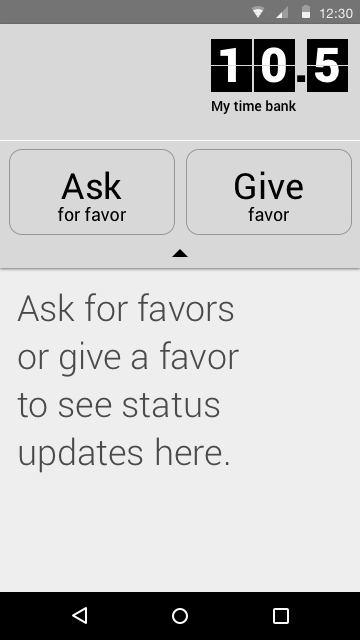 12:30
10.5
My time bank
Ask
for favor
Give
favor
Ask for favors
or give a favor
to see status
updates here.